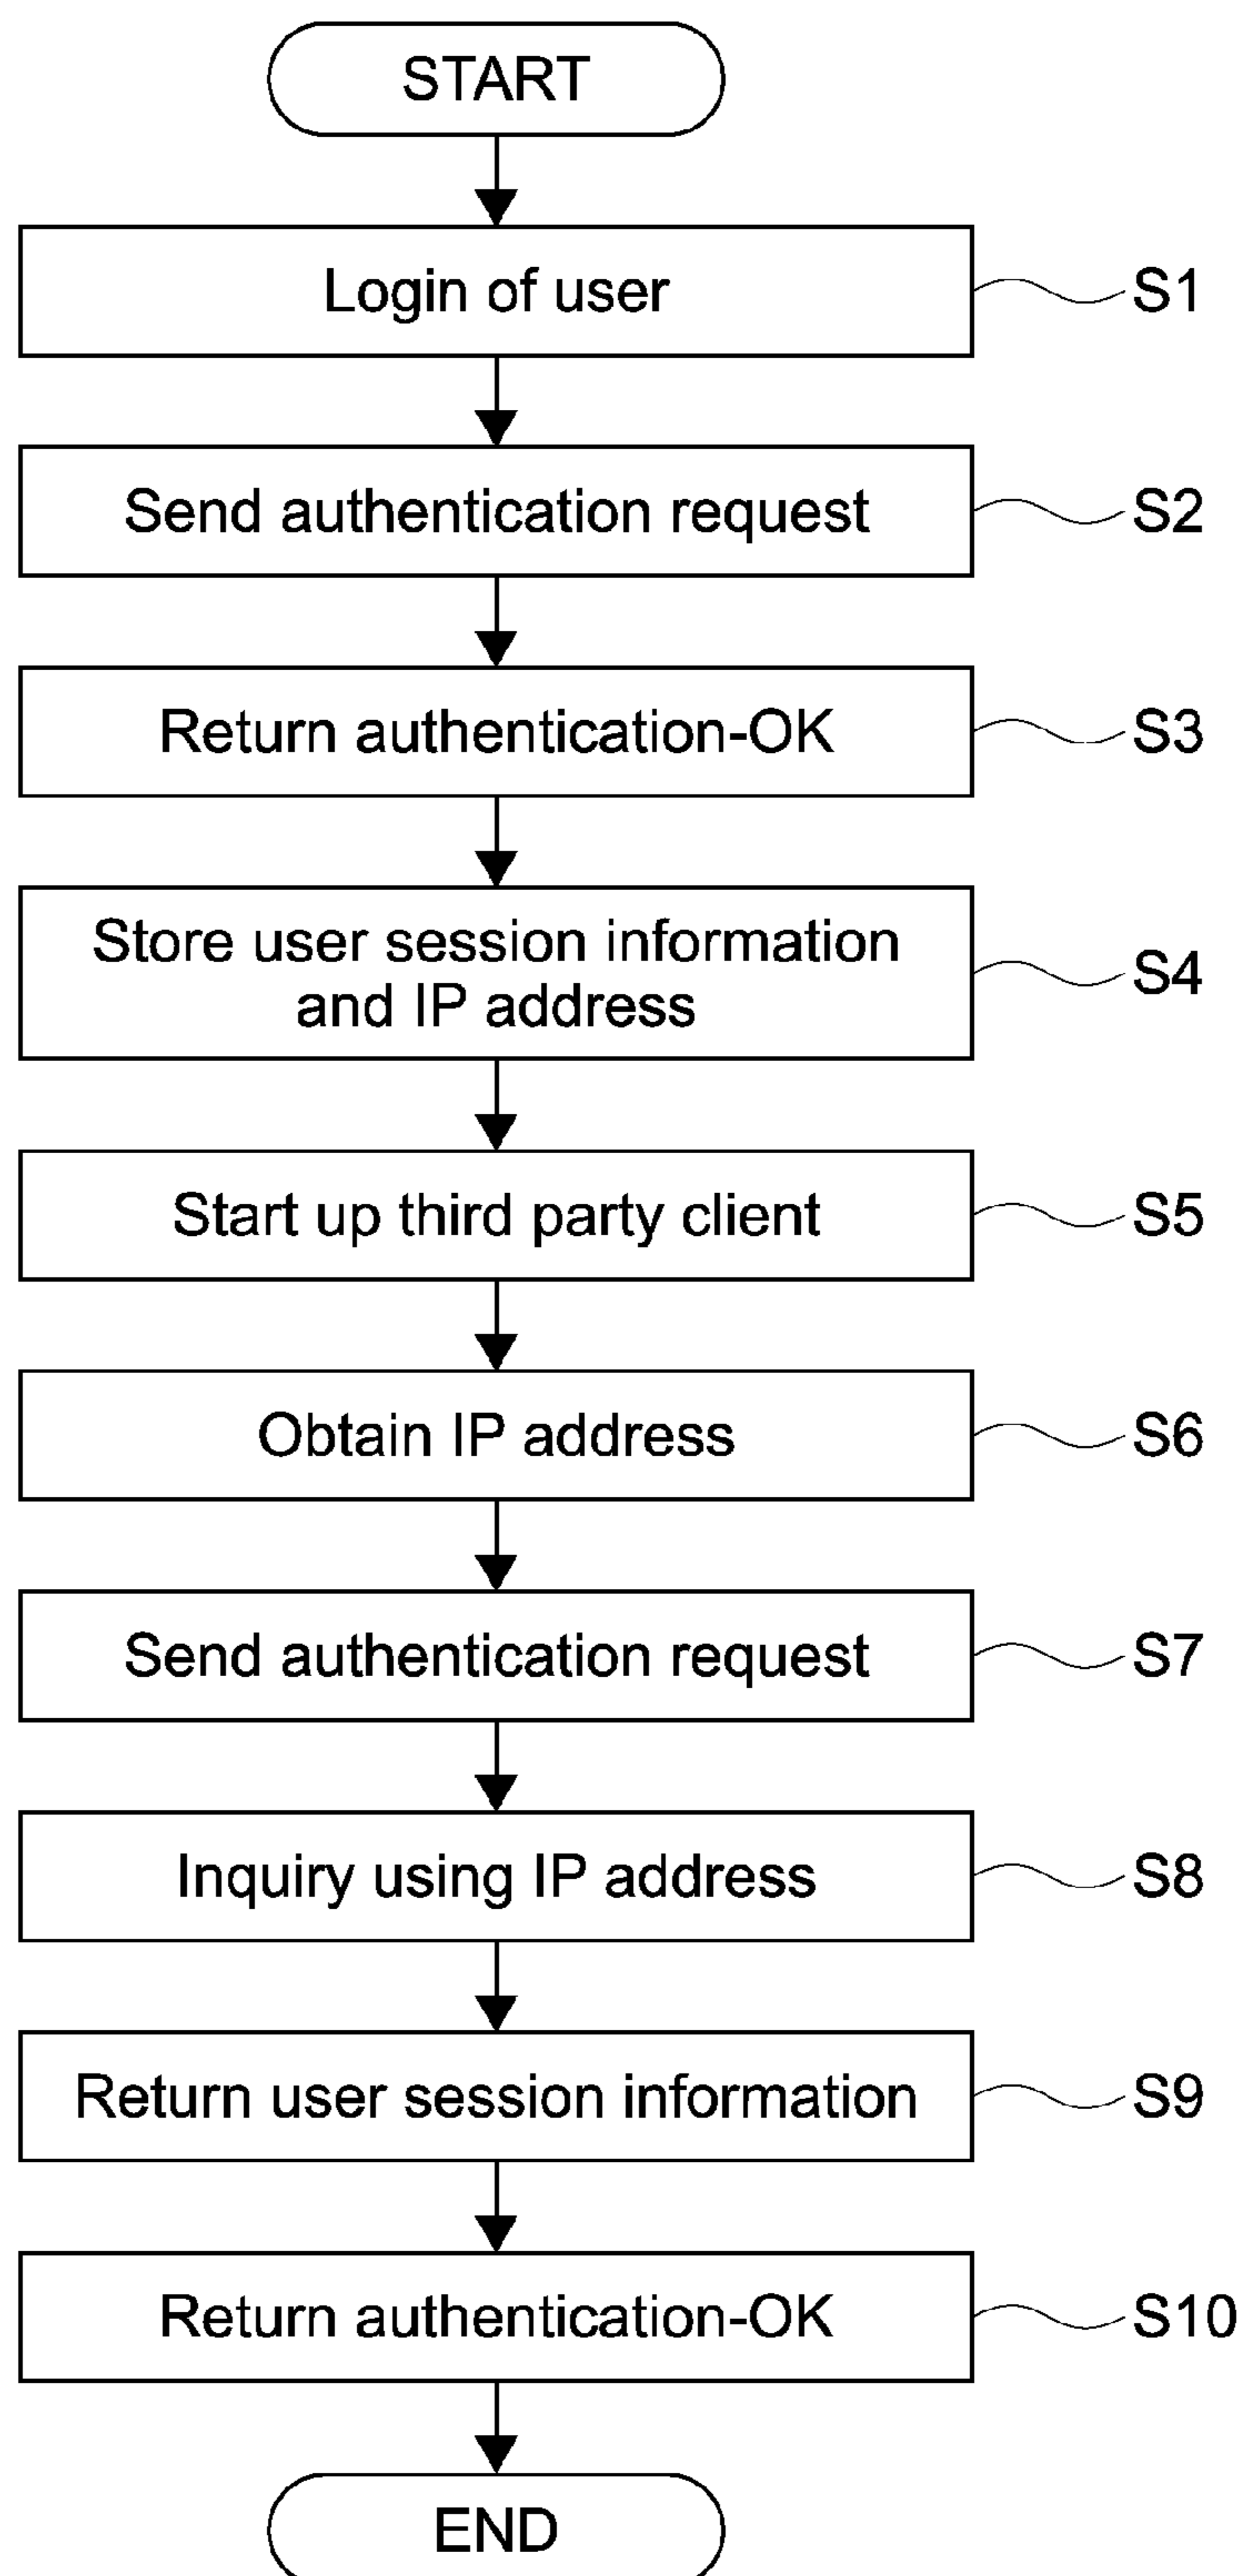 START
Login of user
S1
Send authentication request
S2
Return authentication-OK
S3
Store user session information
and IP address
S4
Start up third party client
S5
Obtain IP address
S6
Send authentication request
S7
Inquiry using IP address
S8
Return user session information
S9
Return authentication-OK
S10
END